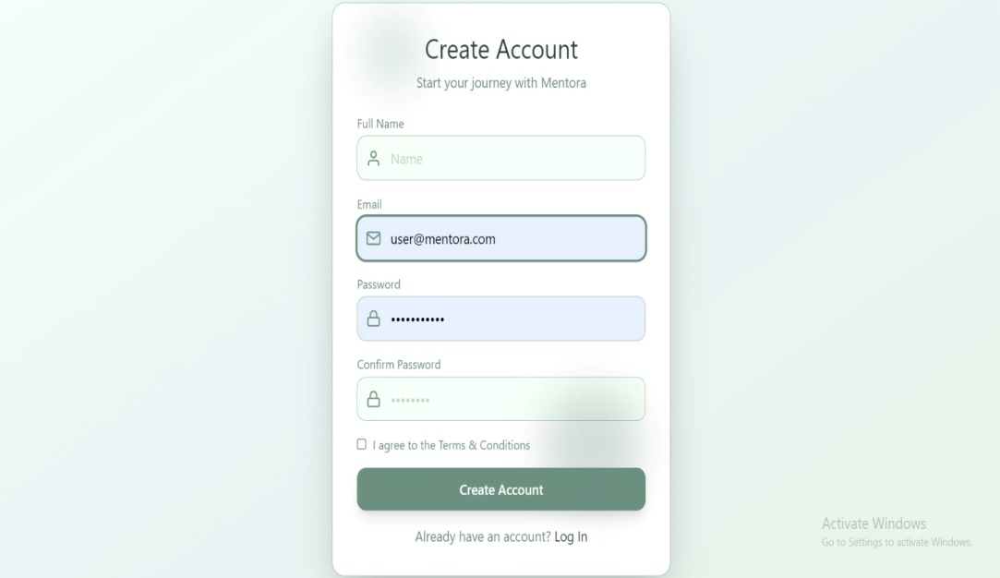 Create Account
Start your journey with Mentora
Full Name
Name
Email
user@mentora.com
Password
•••••••••••
Confirm Password
••••••••
I agree to the Terms & Conditions
Create Account
Already have an account? Log In
Activate Windows
Go to Settings to activate Windows.